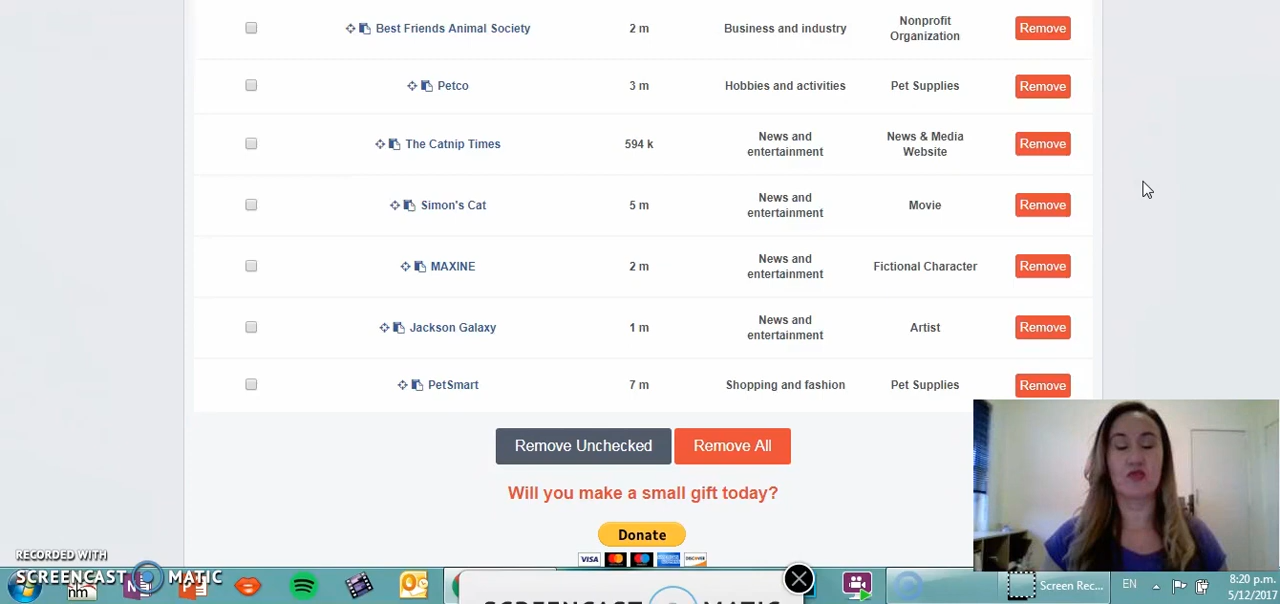 Best Friends Animal Society 2 m Business and industry Nonprofit Organization Remove
Petco 3 m Hobbies and activities Pet Supplies Remove
The Catnip Times 594 k News and entertainment News & Media Website Remove
Simon's Cat 5 m News and entertainment Movie Remove
MAXINE 2 m News and entertainment Fictional Character Remove
Jackson Galaxy 1 m News and entertainment Artist Remove
PetSmart 7 m Shopping and fashion Pet Supplies Remove
Remove Unchecked Remove All
Will you make a small gift today?
Donate
VISA
RECORDED WITH
SCREENCAST MATIC
nm
Screen Rec...
EN
8:20 p.m.
5/12/2017